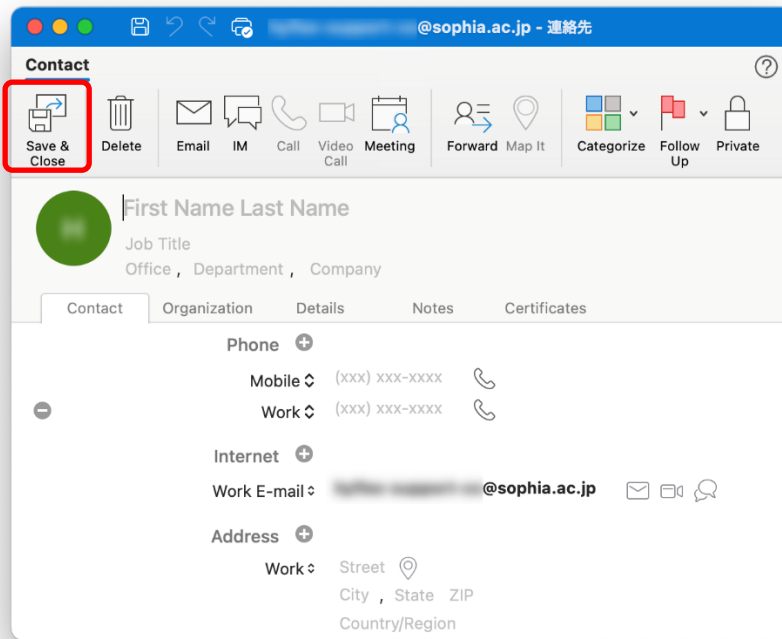 @sophia.ac.jp - 連絡先
Contact
Save & Close
Delete
Email
IM
Call
Video Call
Meeting
Forward
Map It
Categorize
Follow Up
Private
First Name Last Name
Job Title
Office , Department , Company
Contact Organization Details Notes Certificates
Phone
Mobile (xxx) xxx-xxxx
Work (xxx) xxx-xxxx
Internet
Work E-mail @sophia.ac.jp
Address
Work Street
City , State ZIP
Country/Region